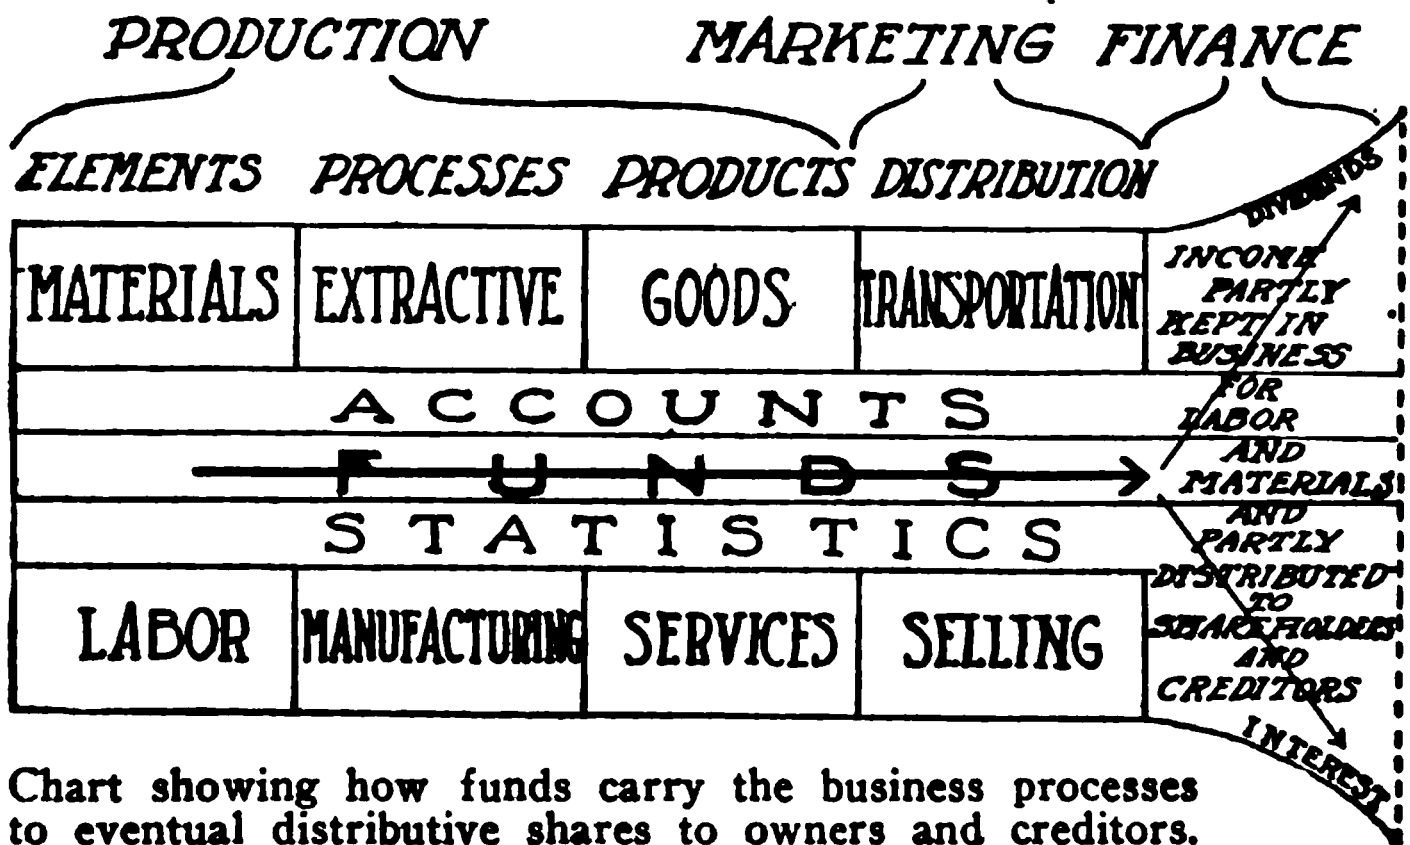 PRODUCTION MARKETING FINANCE
ELEMENTS PROCESSES PRODUCTS DISTRIBUTION
MATERIALS EXTRACTIVE GOODS TRANSPORTATION
ACCOUNTS
FUNDS
STATISTICS
LABOR MANUFACTURING SERVICES SELLING
DIVIDENDS
INCOME
PARTLY
KEPT IN
BUSINESS
FOR
LABOR
AND
MATERIALS
AND
PARTLY
DISTRIBUTED
TO
SHAREHOLDERS
AND
CREDITORS
INTEREST
Chart showing how funds carry the business processes
to eventual distributive shares to owners and creditors.